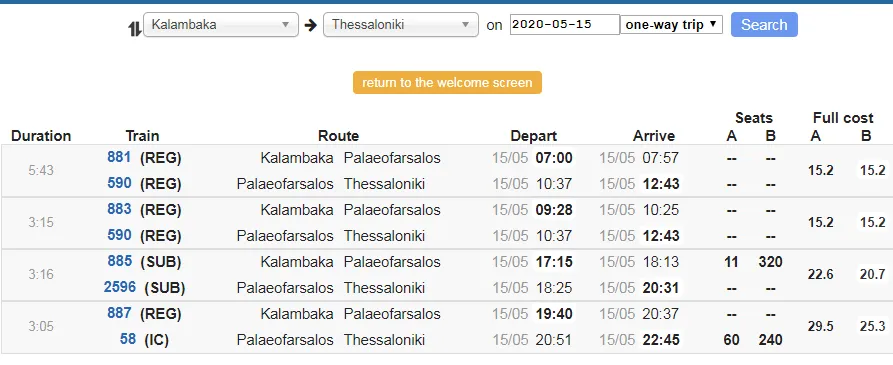 Kalambaka Thessaloniki on 2020-05-15 one-way trip Search
return to the welcome screen
Seats Full cost
Duration Train Route Depart Arrive A B A B
881 (REG) Kalambaka Palaeofarsalos 15/05 07:00 15/05 07:57 -- --
5:43 15.2 15.2
590 (REG) Palaeofarsalos Thessaloniki 15/05 10:37 15/05 12:43 -- --
883 (REG) Kalambaka Palaeofarsalos 15/05 09:28 15/05 10:25 -- --
3:15 15.2 15.2
590 (REG) Palaeofarsalos Thessaloniki 15/05 10:37 15/05 12:43 -- --
885 (SUB) Kalambaka Palaeofarsalos 15/05 17:15 15/05 18:13 11 320
3:16 22.6 20.7
2596 (SUB) Palaeofarsalos Thessaloniki 15/05 18:25 15/05 20:31 -- --
887 (REG) Kalambaka Palaeofarsalos 15/05 19:40 15/05 20:37 -- --
3:05 29.5 25.3
58 (IC) Palaeofarsalos Thessaloniki 15/05 20:51 15/05 22:45 60 240